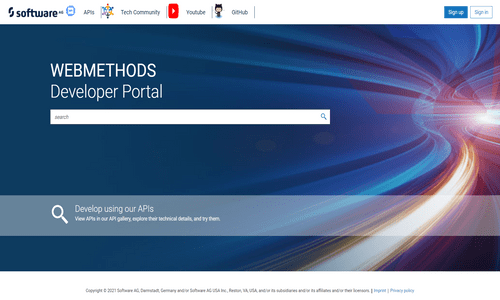 software AG APIs Tech Community Youtube GitHub Sign up Sign in
WEBMETHODS
Developer Portal
search
Develop using our APIs
View APIs in our API gallery, explore their technical details, and try them.
Copyright © 2021 Software AG, Darmstadt, Germany and/or Software AG USA Inc., Reston, VA, USA, and/or its subsidiaries and/or its affiliates and/or their licensors. | Imprint | Privacy policy